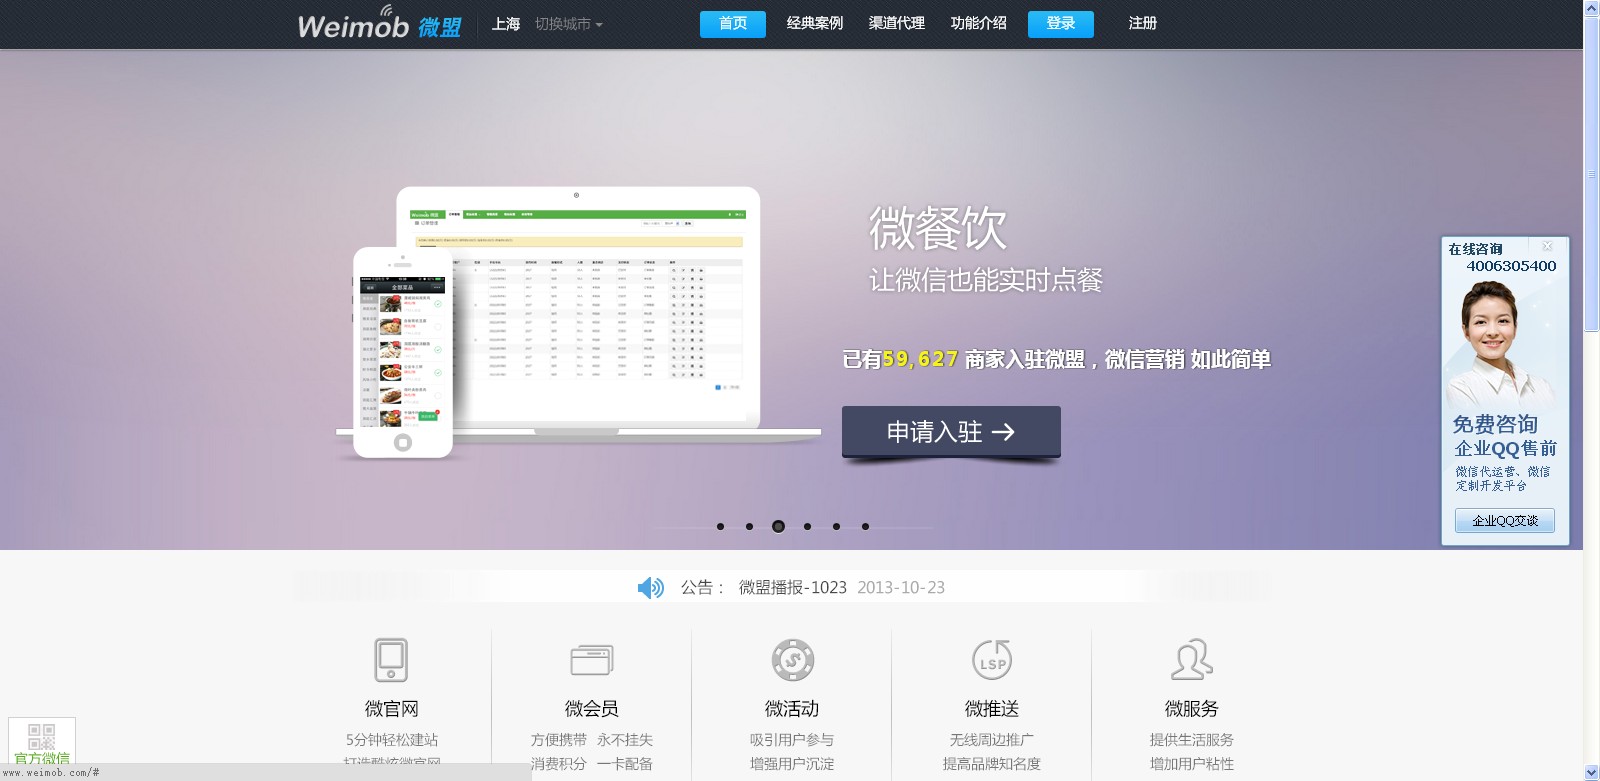 Weimob 微盟
上海 切换城市
首页 经典案例 渠道代理 功能介绍 登录 注册
微餐饮
让微信也能实时点餐
已有59,627 商家入驻微盟，微信营销 如此简单
申请入驻 →
在线咨询
4006305400
免费咨询
企业QQ售前
微信代运营、微信
定制开发平台
企业QQ交谈
Weimob 微盟
全部菜品
公告： 微盟播报-1023 2013-10-23
LSP
微官网 微会员 微活动 微推送 微服务
5分钟轻松建站 方便携带 永不挂失 吸引用户参与 无线周边推广 提供生活服务
打造酷炫微官网 消费积分 一卡配备 增强用户沉淀 提高品牌知名度 增加用户粘性
官方微信
www.weimob.com/#